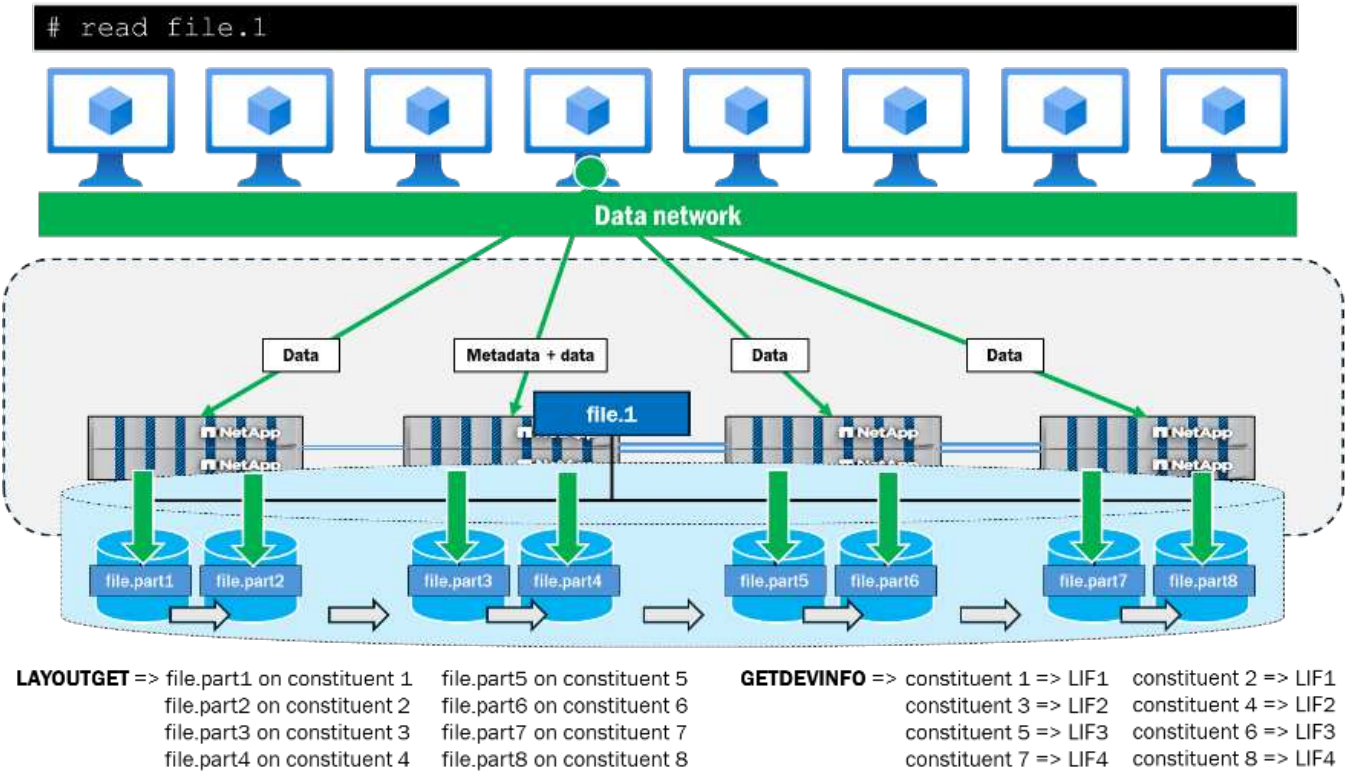 # read file.1
Data network
Data
Metadata + data
Data
Data
file.1
NetApp
NetApp
NetApp
NetApp
NetApp
NetApp
NetApp
NetApp
file.part1
file.part2
file.part3
file.part4
file.part5
file.part6
file.part7
file.part8
LAYOUTGET => file.part1 on constituent 1 file.part5 on constituent 5
file.part2 on constituent 2 file.part6 on constituent 6
file.part3 on constituent 3 file.part7 on constituent 7
file.part4 on constituent 4 file.part8 on constituent 8
GETDEVINFO => constituent 1 => LIF1 constituent 2 => LIF1
constituent 3 => LIF2 constituent 4 => LIF2
constituent 5 => LIF3 constituent 6 => LIF3
constituent 7 => LIF4 constituent 8 => LIF4